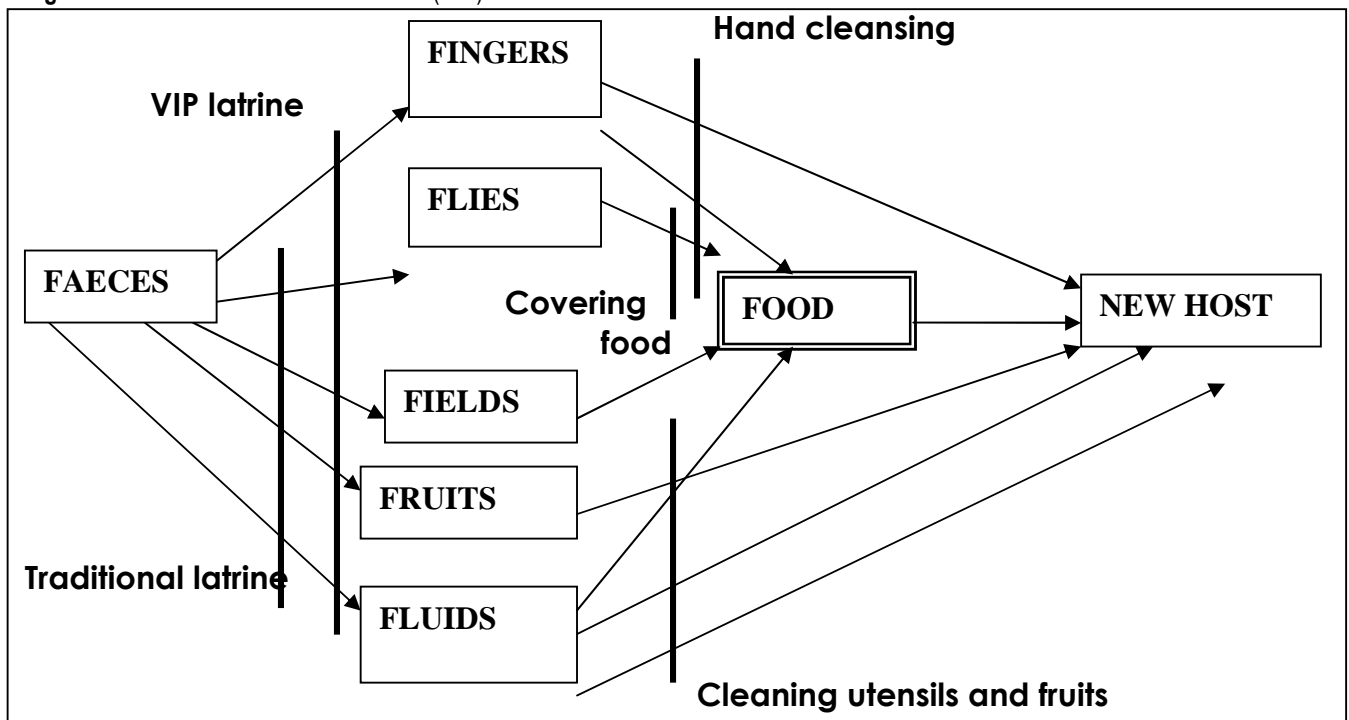 Hand cleansing
FINGERS
VIP latrine
FLIES
FAECES
Covering
food
FOOD
NEW HOST
FIELDS
FRUITS
Traditional latrine
FLUIDS
Cleaning utensils and fruits